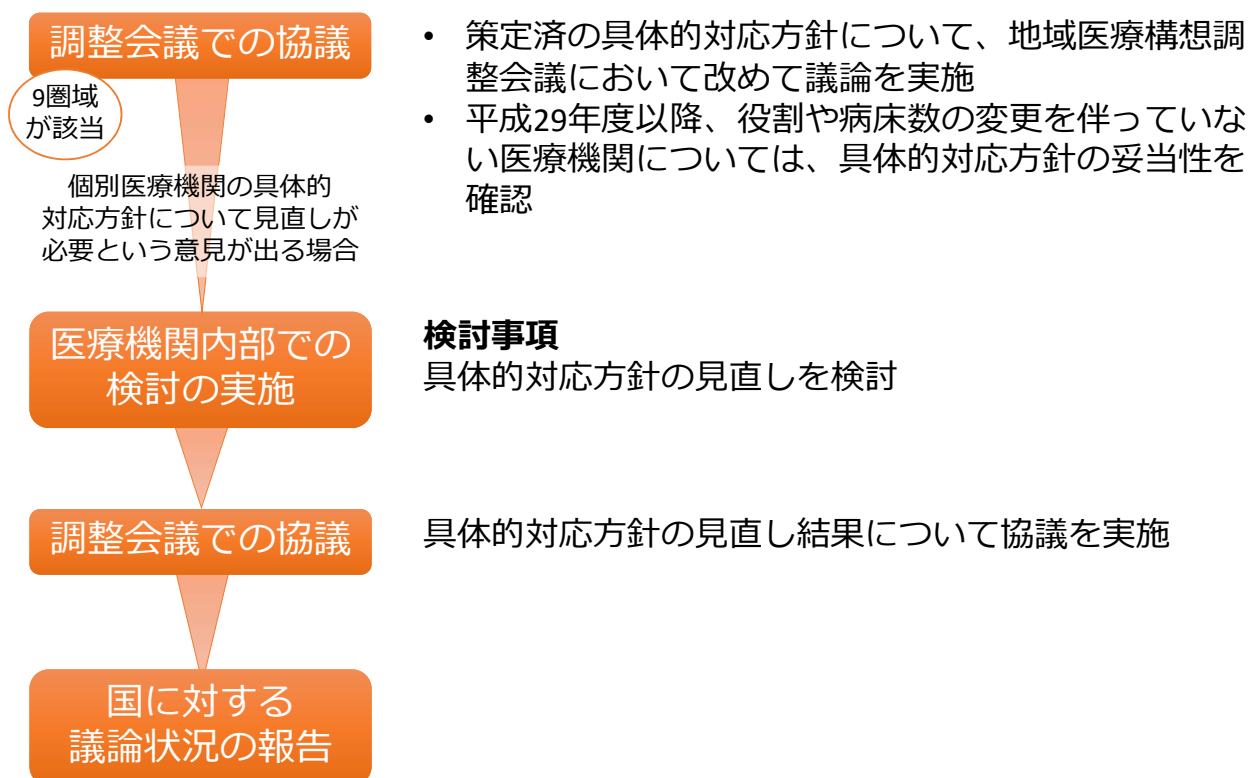 調整会議での協議
9圏域
が該当
個別医療機関の具体的
対応方針について見直しが
必要という意見が出る場合
• 策定済の具体的対応方針について、地域医療構想調
整会議において改めて議論を実施
• 平成29年度以降、役割や病床数の変更を伴っていな
い医療機関については、具体的対応方針の妥当性を
確認
医療機関内部での
検討の実施
検討事項
具体的対応方針の見直しを検討
調整会議での協議
具体的対応方針の見直し結果について協議を実施
国に対する
議論状況の報告